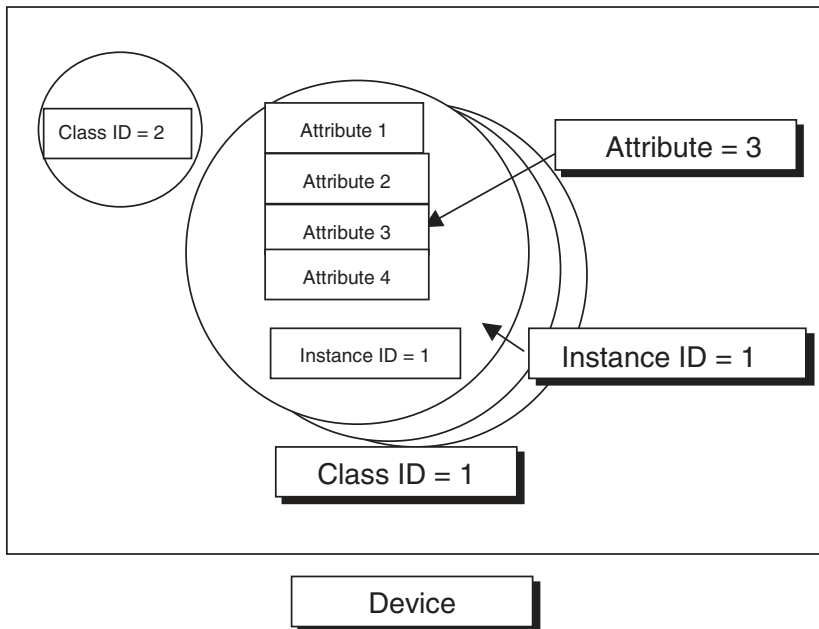 Class ID = 2
Attribute 1
Attribute 2
Attribute 3
Attribute 4
Instance ID = 1
Attribute = 3
Instance ID = 1
Class ID = 1
Device